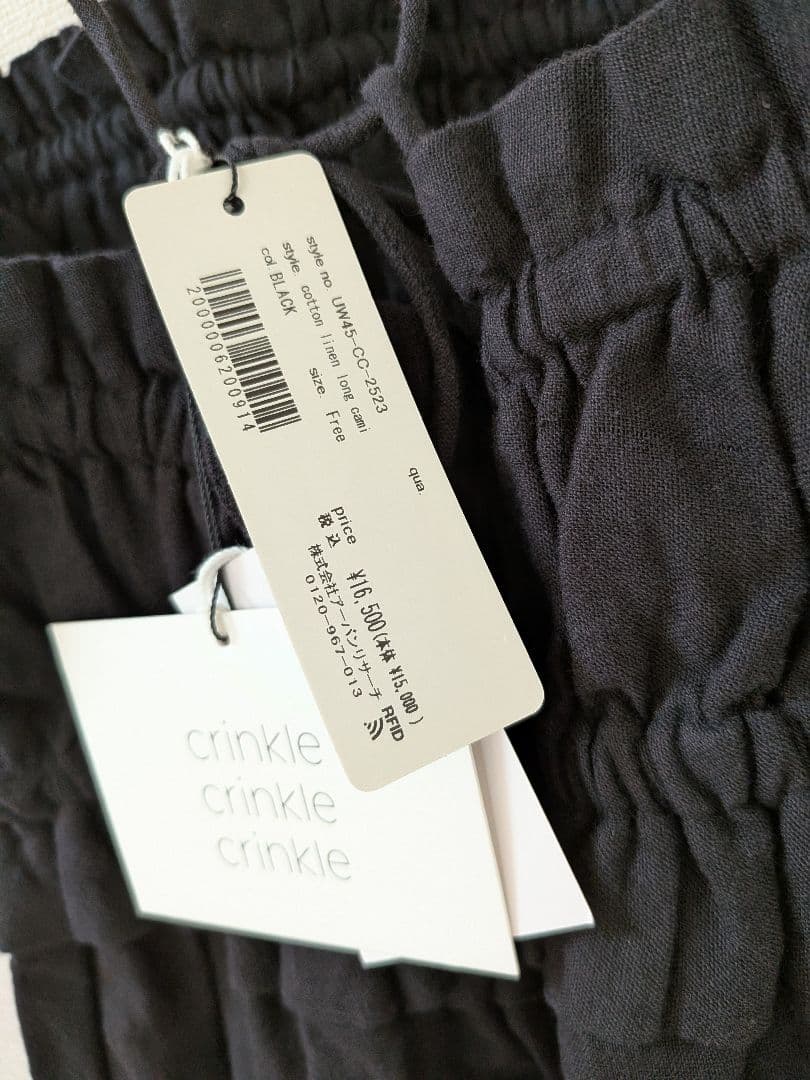 style no. UW45-CC-2523
style. cotton linen long cami
col. BLACK
size. Free
2000006200914
qua.
price
税込 ¥16,500(本体 ¥15,000)
株式会社アーバンリサーチ
0120-967-013
RFID
crinkle
crinkle
crinkle